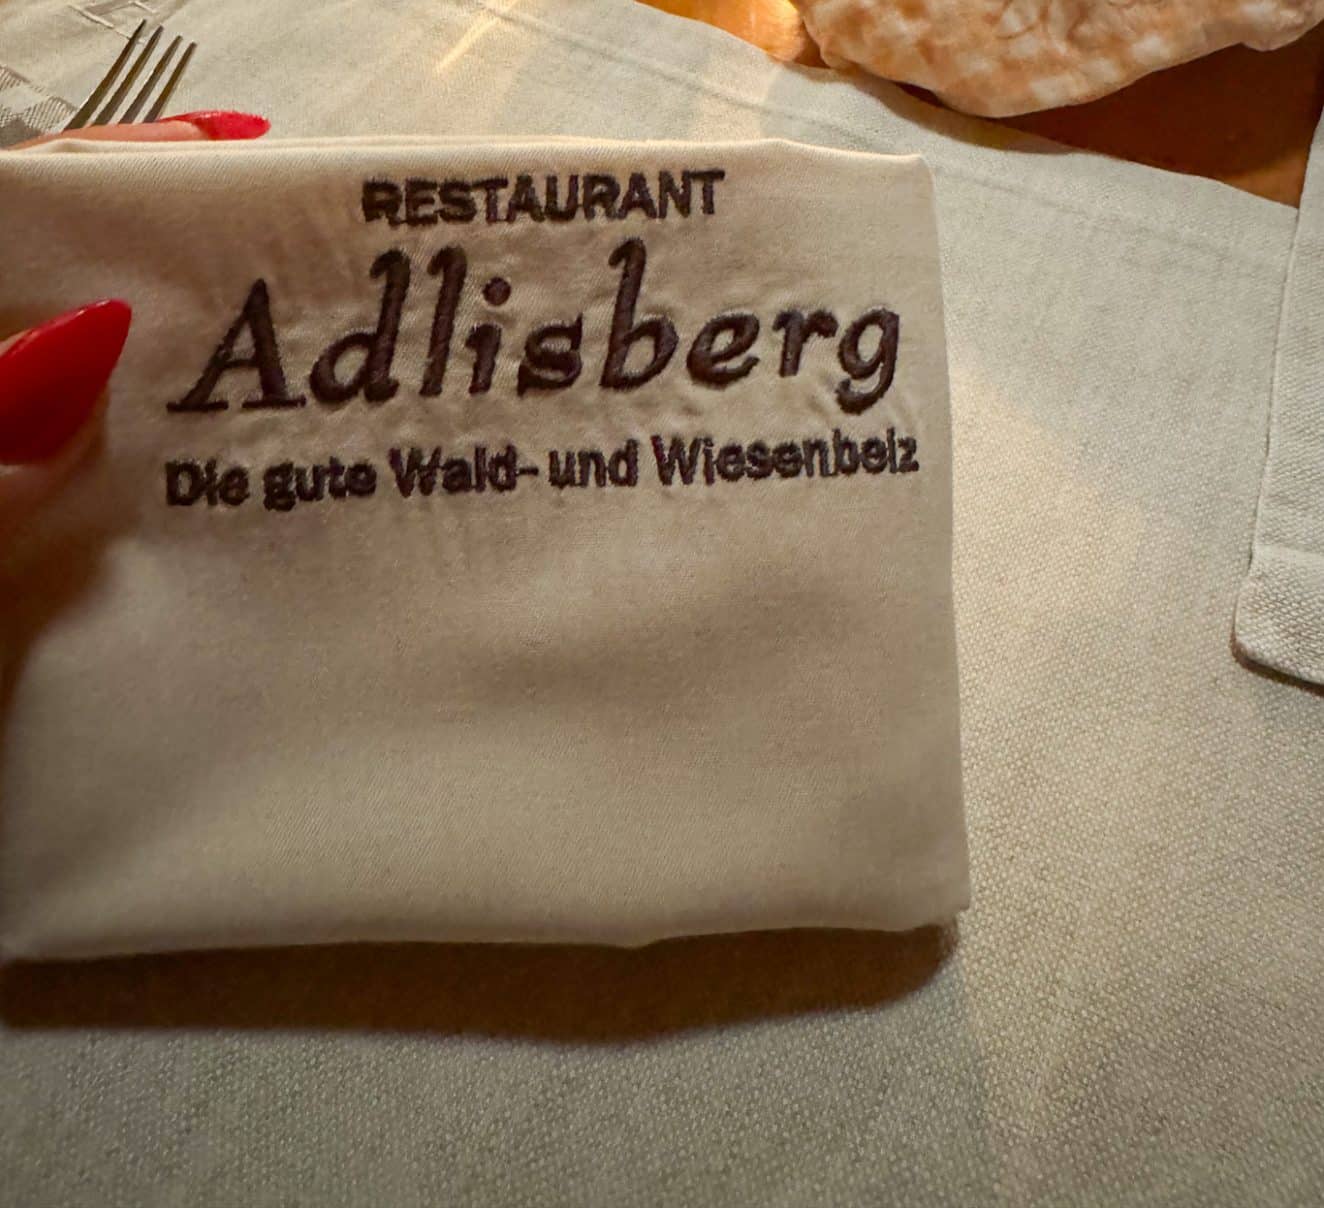 RESTAURANT
Adlisberg
Die gute Wald- und Wiesenbeiz